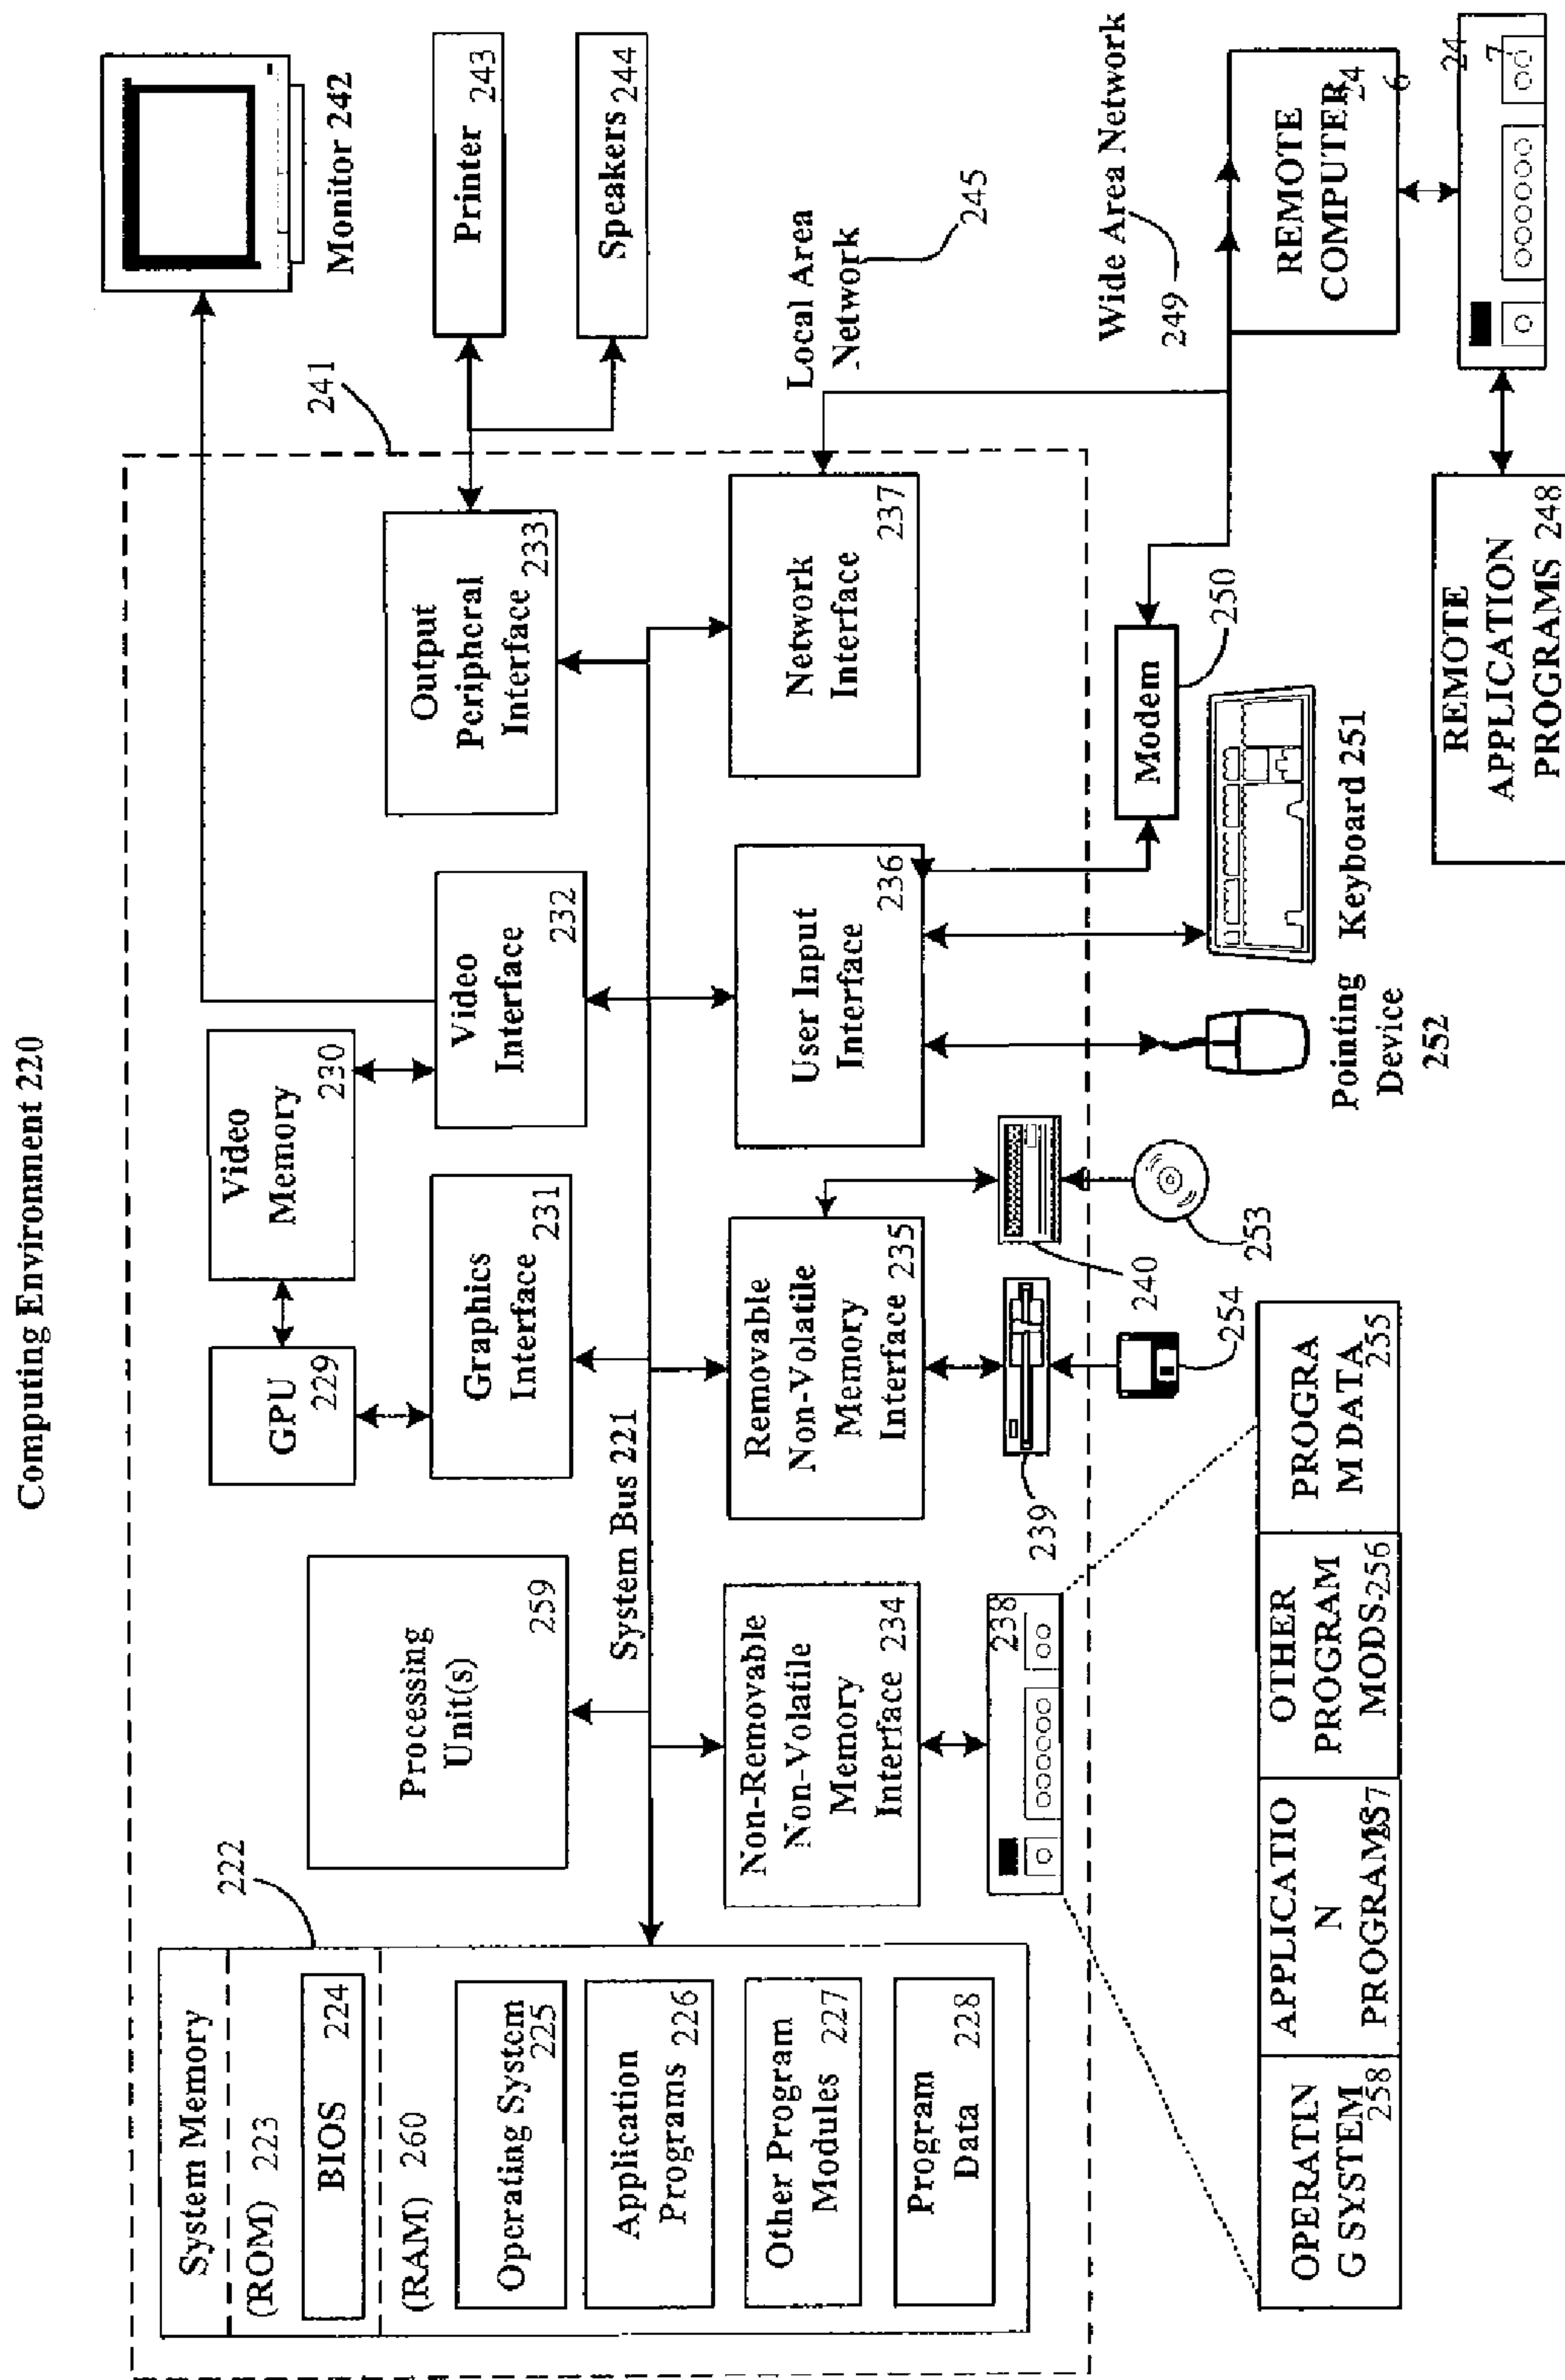 Computing Environment 220
System Memory
222
(ROM) 223
BIOS 224
(RAM) 260
Operating System
225
Application
Programs 226
Other Program
Modules 227
Program
Data 228
Processing
Unit(s)
259
System Bus 221
GPU
229
Video
Memory
230
Graphics
Interface 231
Video
Interface 232
Output
Peripheral
Interface 233
241
Monitor 242
Printer 243
Speakers 244
Non-Removable
Non-Volatile
Memory
Interface 234
Removable
Non-Volatile
Memory
Interface 235
User Input
Interface 236
Network
Interface 237
Local Area
Network
245
238
239
240
254
253
Pointing
Device
252
Keyboard 251
Modem
250
Wide Area Network
249
REMOTE
COMPUTER 24
6
24
7
REMOTE
APPLICATION
PROGRAMS 248
OPERATIN
G SYSTEM
258
APPLICATIO
N
PROGRAMS 257
OTHER
PROGRAM
MODS-256
PROGRA
M DATA
255